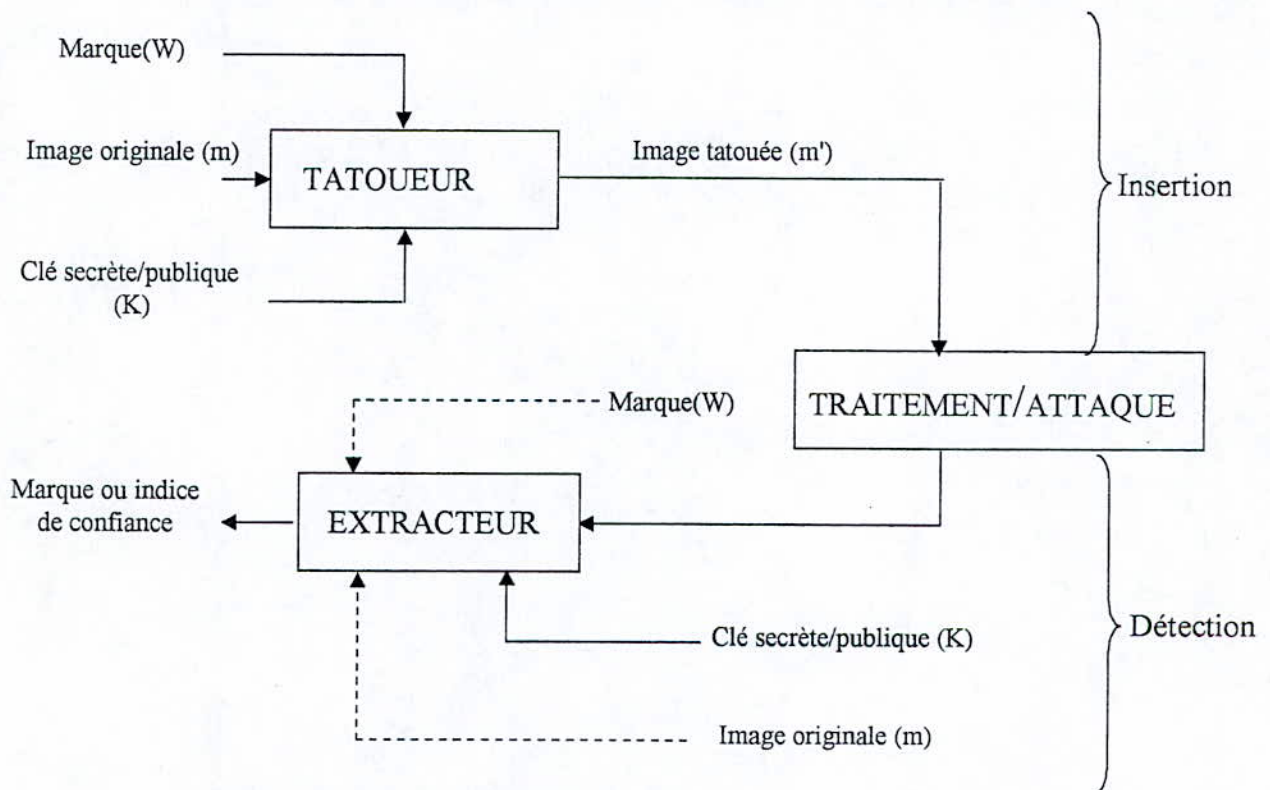 Marque(W)
Image originale (m)
TATOUEUR
Image tatouée (m')
Insertion
Clé secrète/publique
(K)
TRAITEMENT/ATTAQUE
Marque(W)
Marque ou indice
de confiance
EXTRACTEUR
Clé secrète/publique (K)
Détection
Image originale (m)